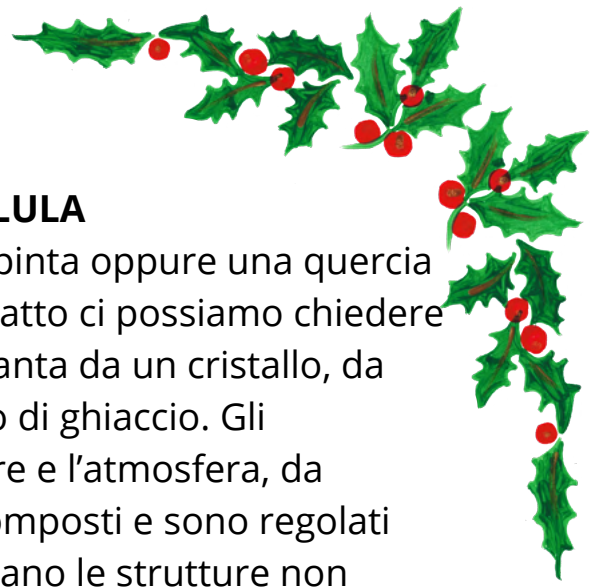 LULA
pinta oppure una quercia
atto ci possiamo chiedere
anta da un cristallo, da
o di ghiaccio. Gli
re e l’atmosfera, da
omposti e sono regolati
ano le strutture non